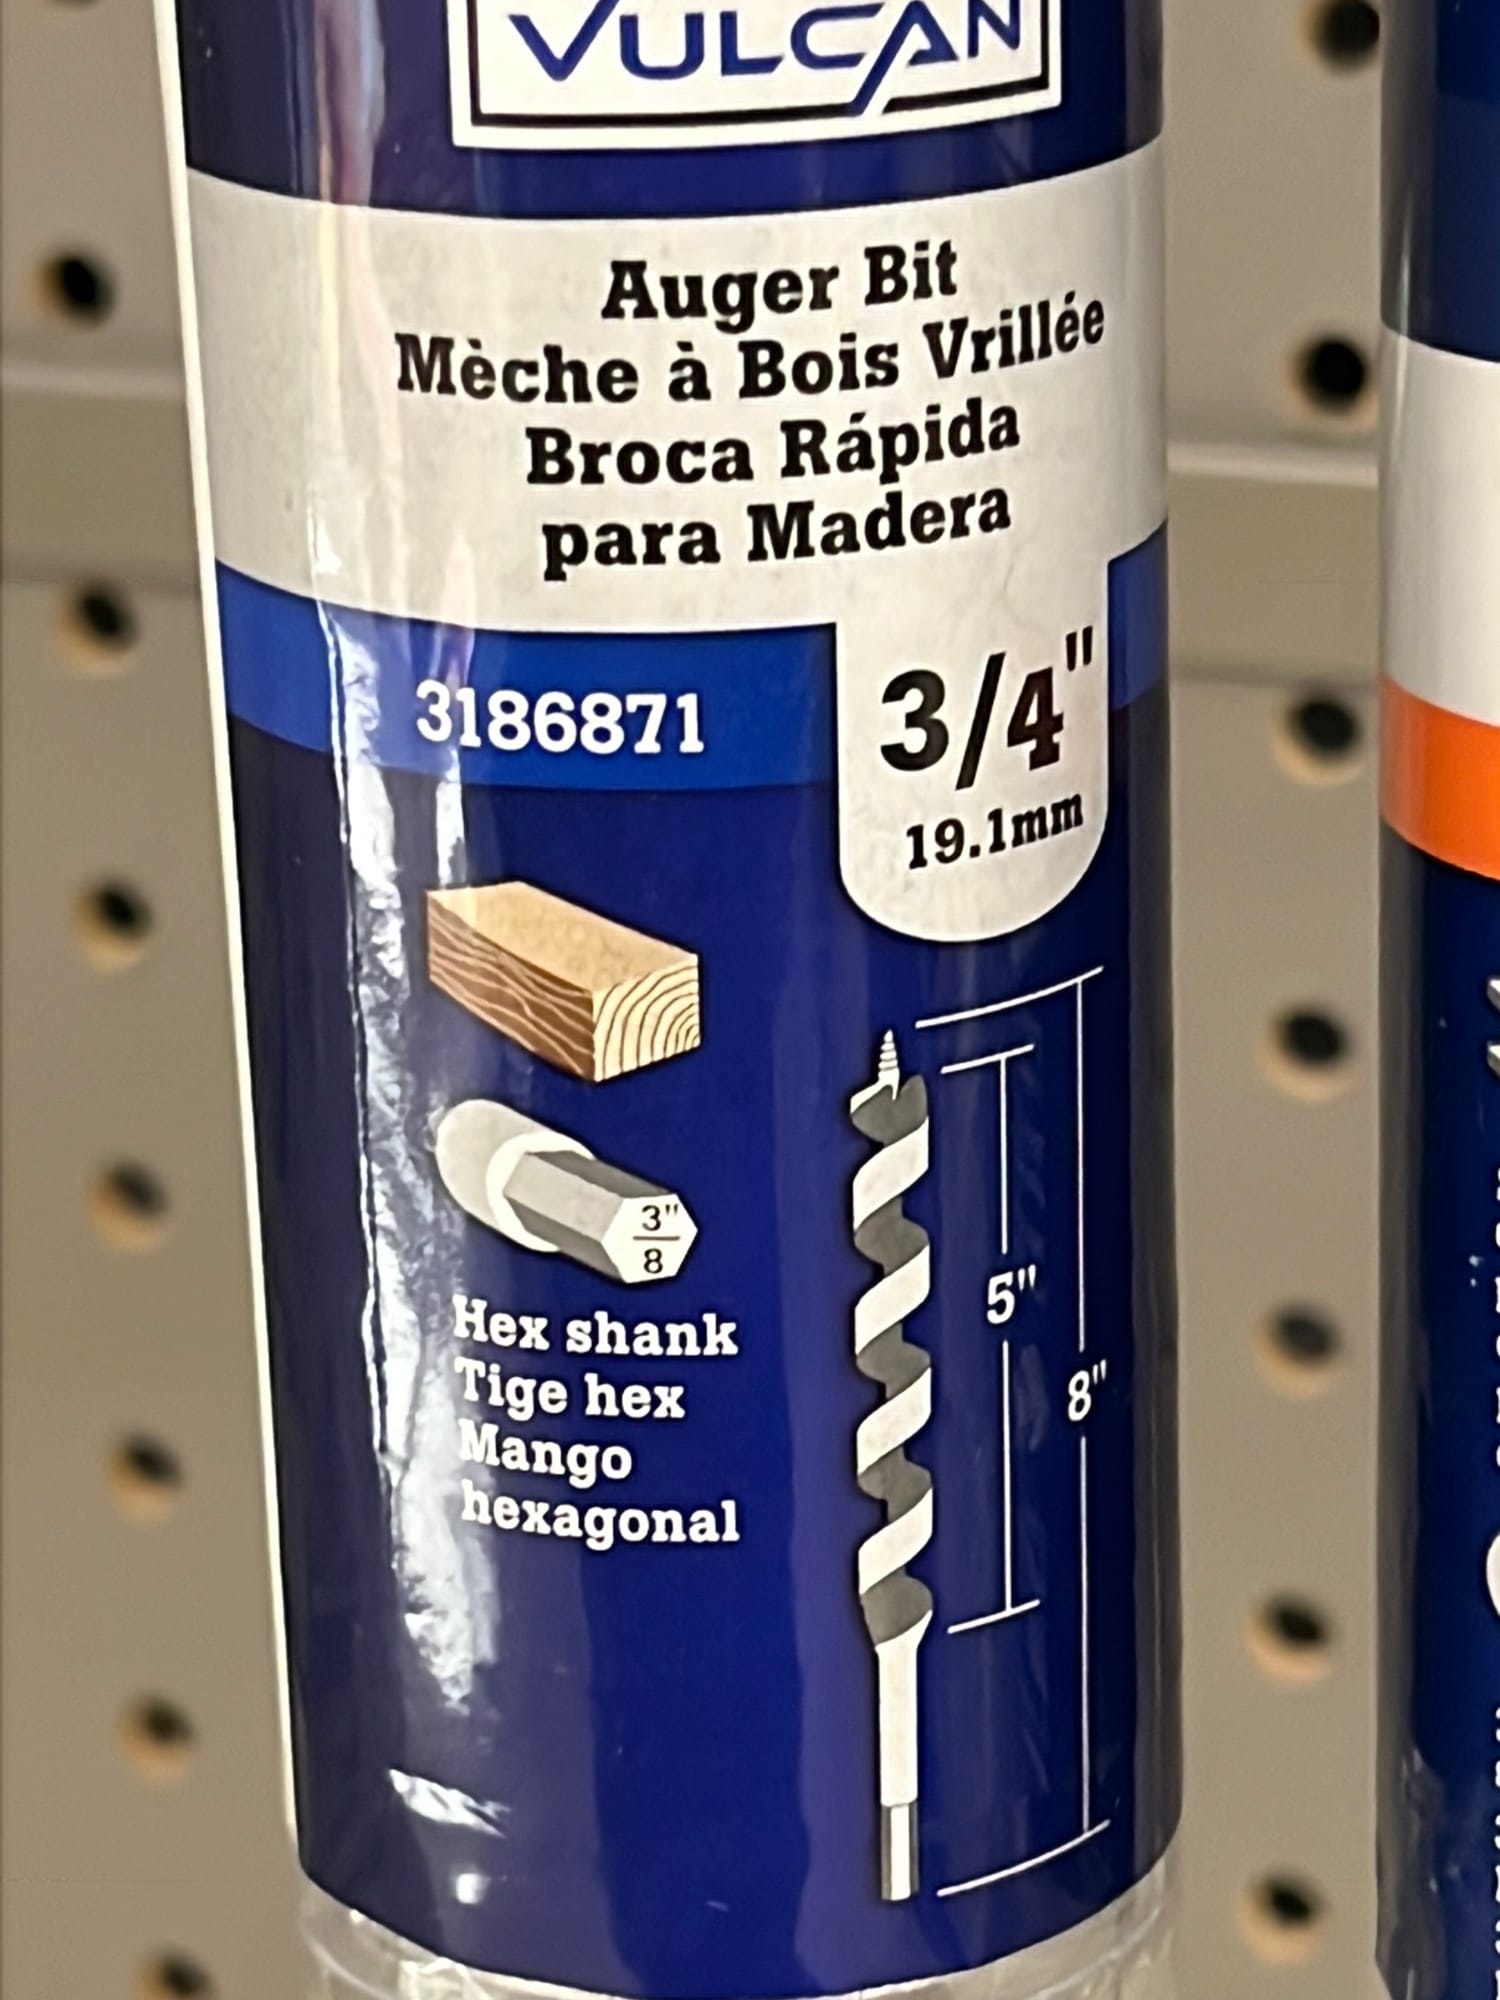 VULCAN
Auger Bit
Mèche à Bois Vrillée
Broca Rápida
para Madera
3186871
3/4"
19.1mm
3"
8
Hex shank
Tige hex
Mango
hexagonal
5"
8"